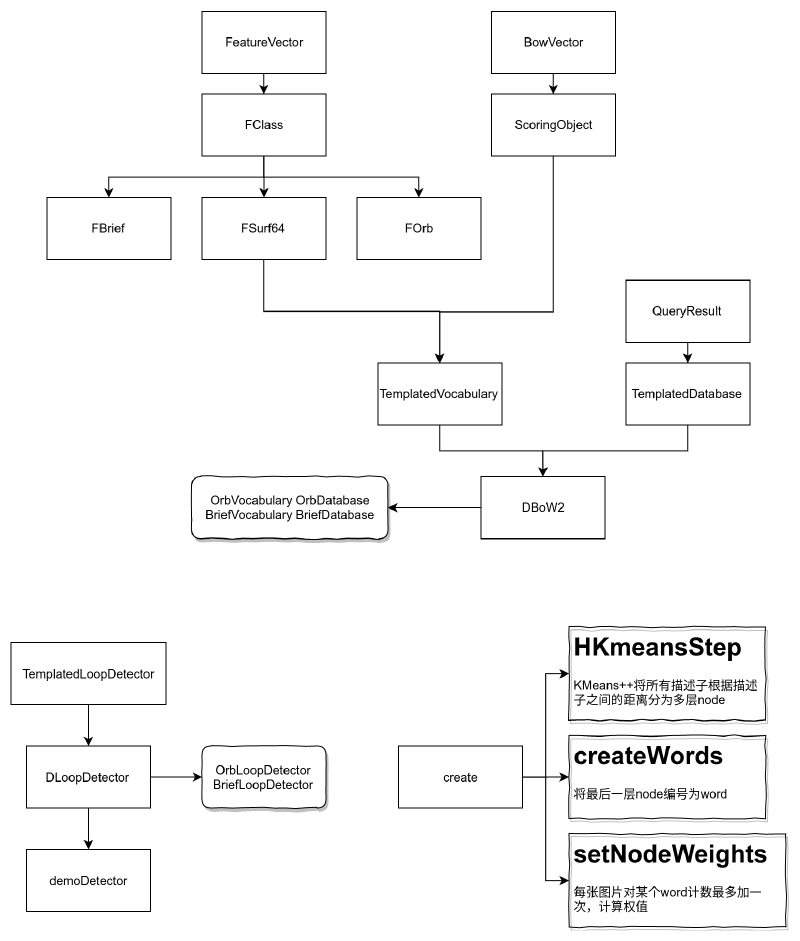 FeatureVector
BowVector
FClass
ScoringObject
FBrief
FSurf64
FOrb
QueryResult
TemplatedVocabulary
TemplatedDatabase
OrbVocabulary OrbDatabase
BriefVocabulary BriefDatabase
DBoW2
TemplatedLoopDetector
DLoopDetector
OrbLoopDetector
BriefLoopDetector
demoDetector
create
HKmeansStep
KMeans++将所有描述子根据描述
子之间的距离分为多层node
createWords
将最后一层node编号为word
setNodeWeights
每张图片对某个word计数最多加一
次，计算权值